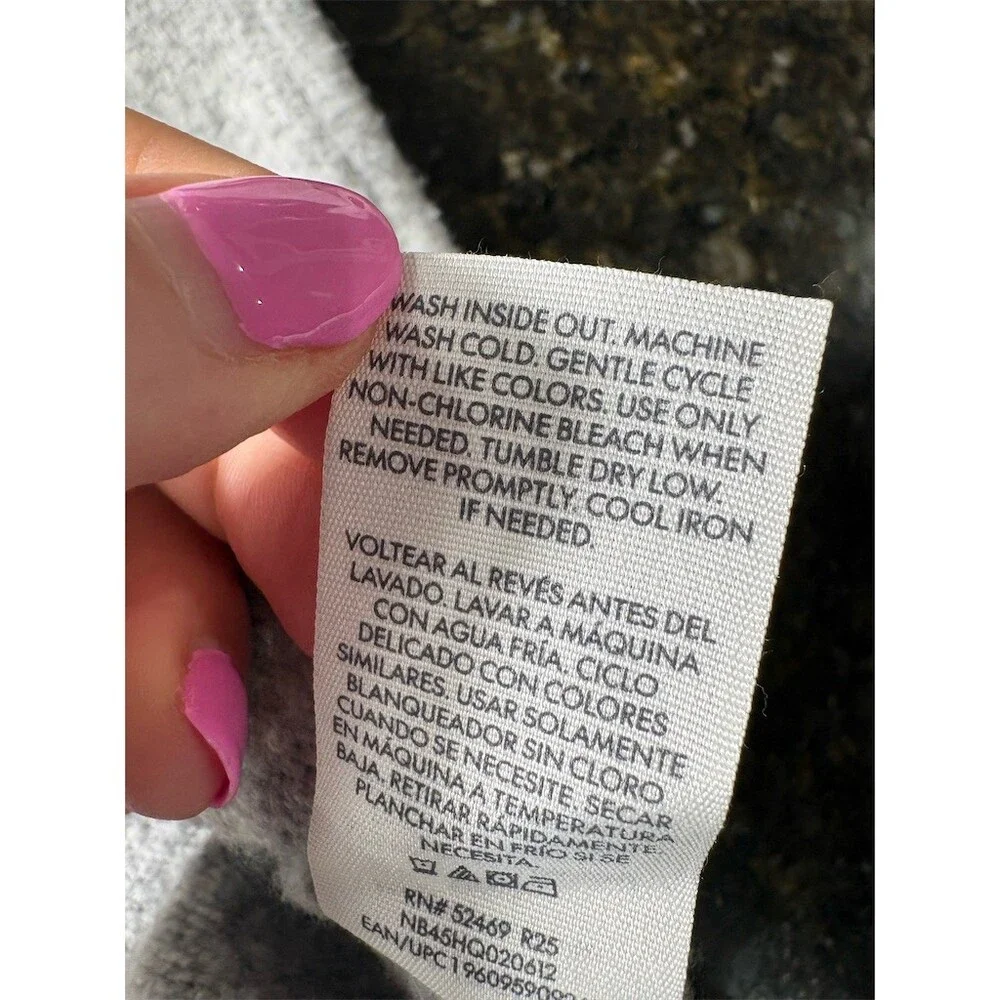 WASH INSIDE OUT. MACHINE
WASH COLD. GENTLE CYCLE
WITH LIKE COLORS. USE ONLY
NON-CHLORINE BLEACH WHEN
NEEDED. TUMBLE DRY LOW.
REMOVE PROMPTLY. COOL IRON
IF NEEDED.
VOLTEAR AL REVÉS ANTES DEL
LAVADO. LAVAR A MÁQUINA
CON AGUA FRÍA. CICLO
DELICADO CON COLORES
SIMILARES. USAR SOLAMENTE
BLANQUEADOR SIN CLORO
CUANDO SE NECESITE. SECAR
EN MÁQUINA A TEMPERATURA
BAJA. RETIRAR RÁPIDAMENTE.
PLANCHAR EN FRÍO SI SE
NECESITA.
RN# 52469 R25
NB45HQ020612
EAN/UPC